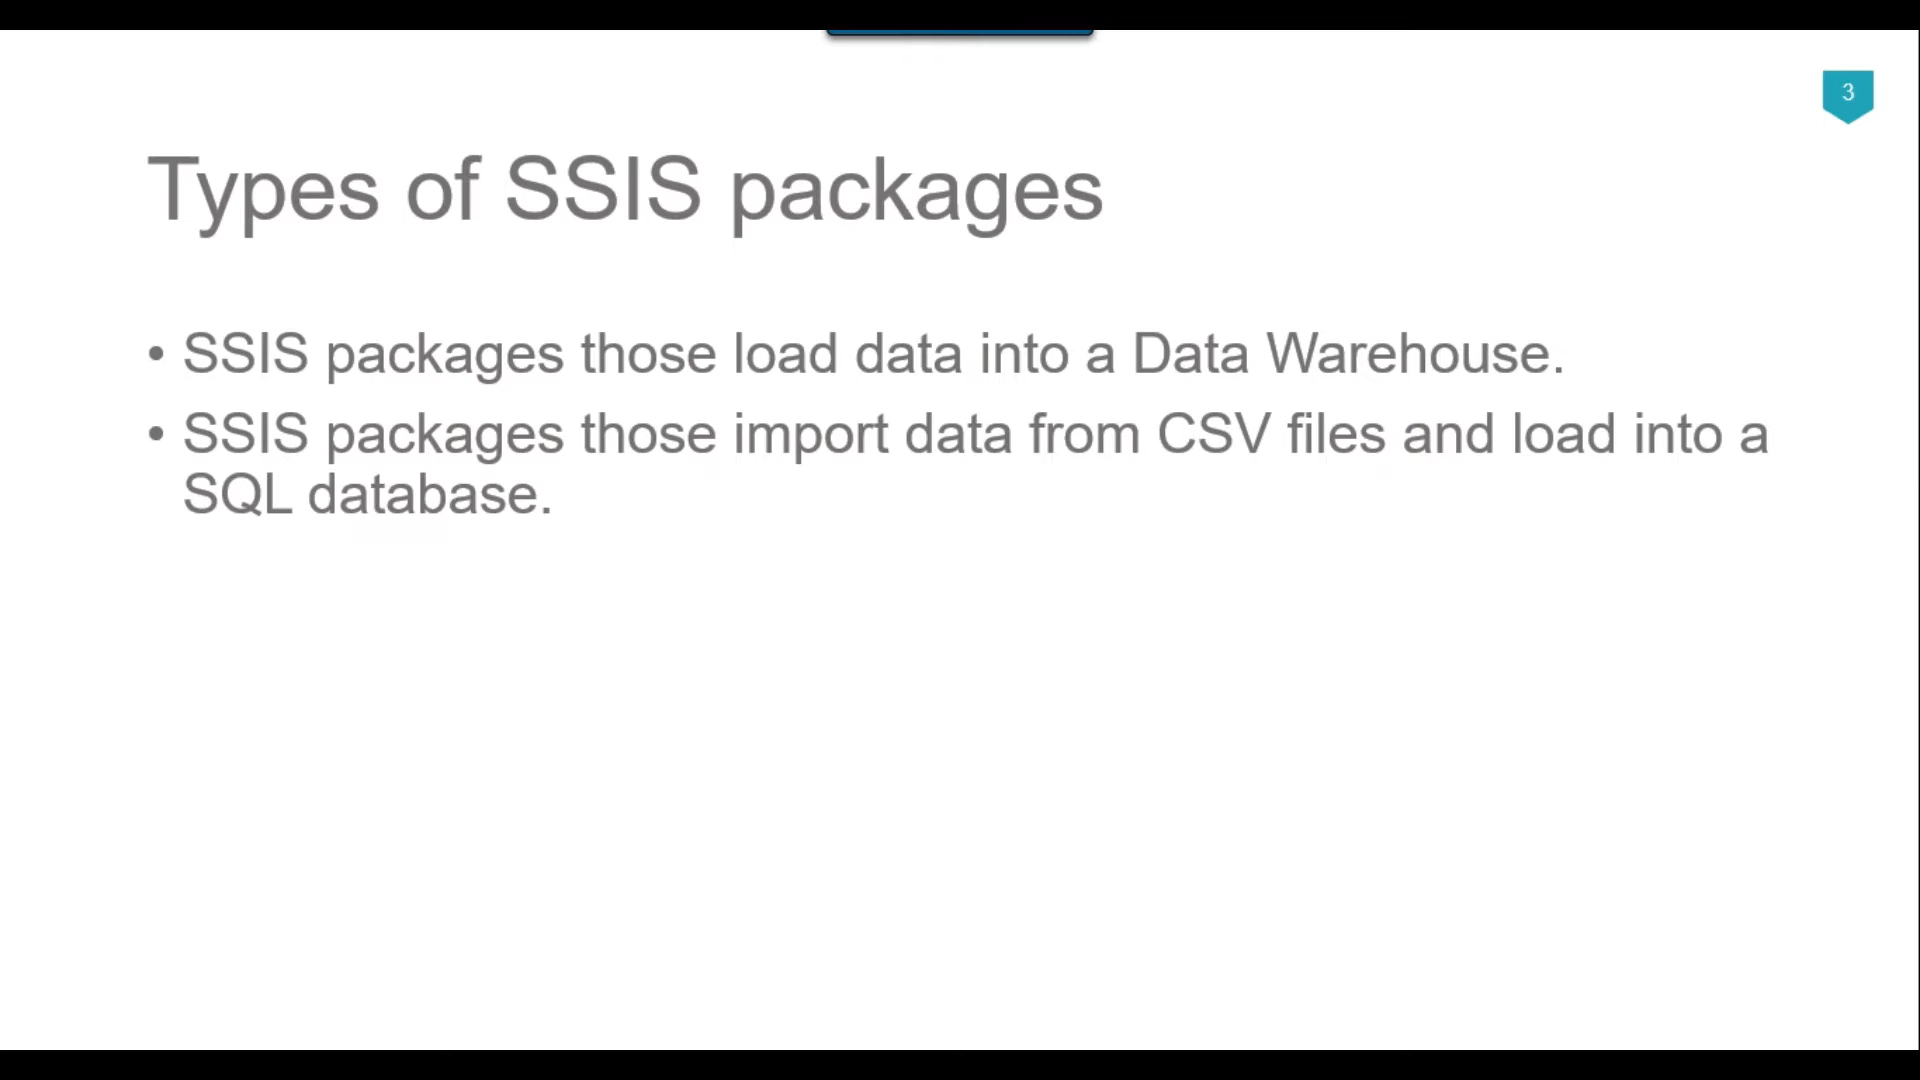 3
Types of SSIS packages
• SSIS packages those load data into a Data Warehouse.
• SSIS packages those import data from CSV files and load into a
SQL database.